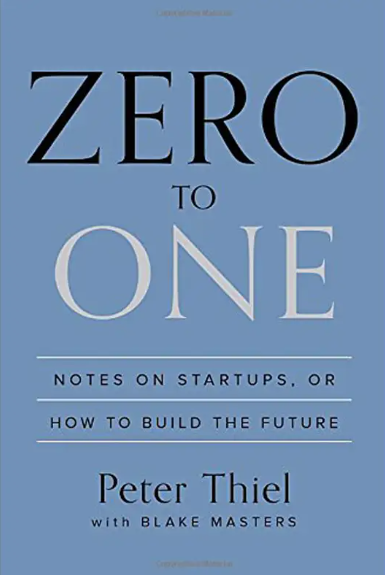 ZERO
TO
ONE
NOTES ON STARTUPS, OR
HOW TO BUILD THE FUTURE
Peter Thiel
with BLAKE MASTERS